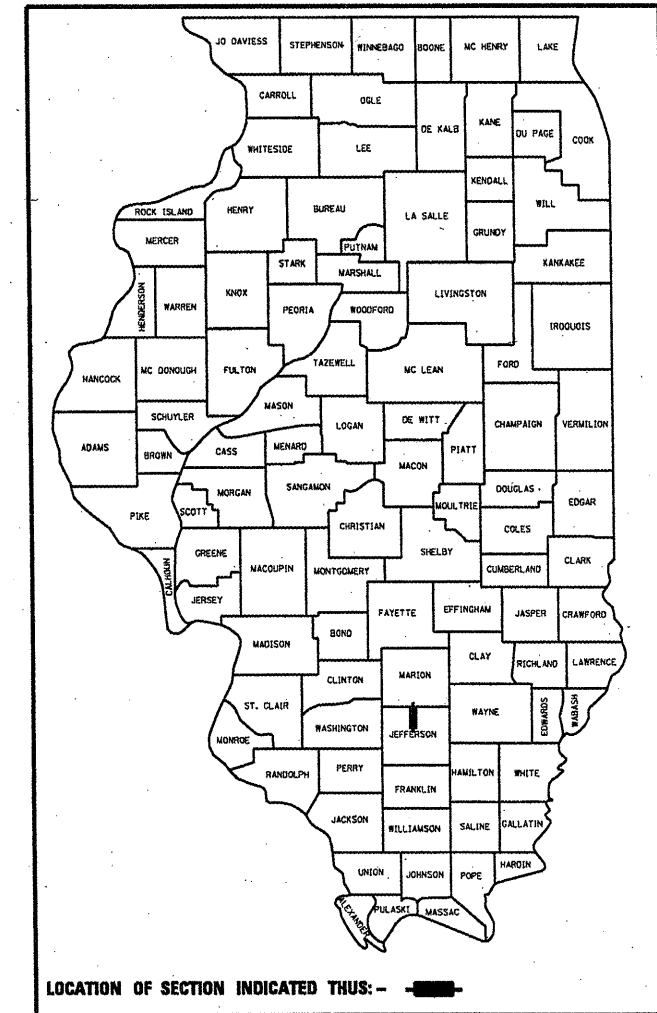 JO DAVIESS STEPHENSON WINNEBAGO BOONE MC HENRY LAKE
CARROLL OGLE DE KALB KANE DU PAGE COOK
WHITESIDE LEE
KENDALL WILL
ROCK ISLAND HENRY BUREAU LA SALLE GRUNDY
MERCER PUTNAM
STARK MARSHALL KANKAKEE
HENDERSON WARREN KNOX PEORIA WOODFORD LIVINGSTON IROQUOIS
HANCOCK MC DONOUGH FULTON TAZEWELL MC LEAN FORD
SCHUYLER MASON DE WITT CHAMPAIGN VERMILION
ADAMS BROWN CASS MENARD LOGAN PIATT
MACON
PIKE SCOTT MORGAN SANGAMON CHRISTIAN MOULTRIE DOUGLAS EDGAR
COLES
CALHOUN GREENE MACOUPIN MONTGOMERY SHELBY CUMBERLAND CLARK
JERSEY FAYETTE EFFINGHAM JASPER CRAWFORD
MADISON BOND
CLINTON MARION CLAY RICHLAND LAWRENCE
ST. CLAIR WASHINGTON JEFFERSON WAYNE EDWARDS WABASH
MONROE
RANDOLPH PERRY FRANKLIN HAMILTON WHITE
JACKSON WILLIAMSON SALINE GALLATIN
UNION JOHNSON POPE HARDIN
ALEXANDER PULASKI MASSAC
LOCATION OF SECTION INDICATED THUS: -